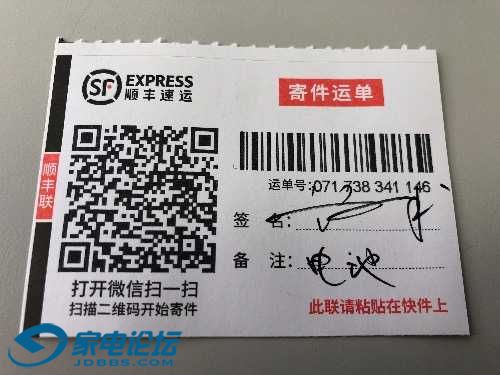 SF EXPRESS
顺丰速运
寄件运单
顺丰联
运单号:071 738 341 146
签 名:
备 注: 电池
打开微信扫一扫
扫描二维码开始寄件
此联请粘贴在快件上
家电论坛
JDBBS.COM